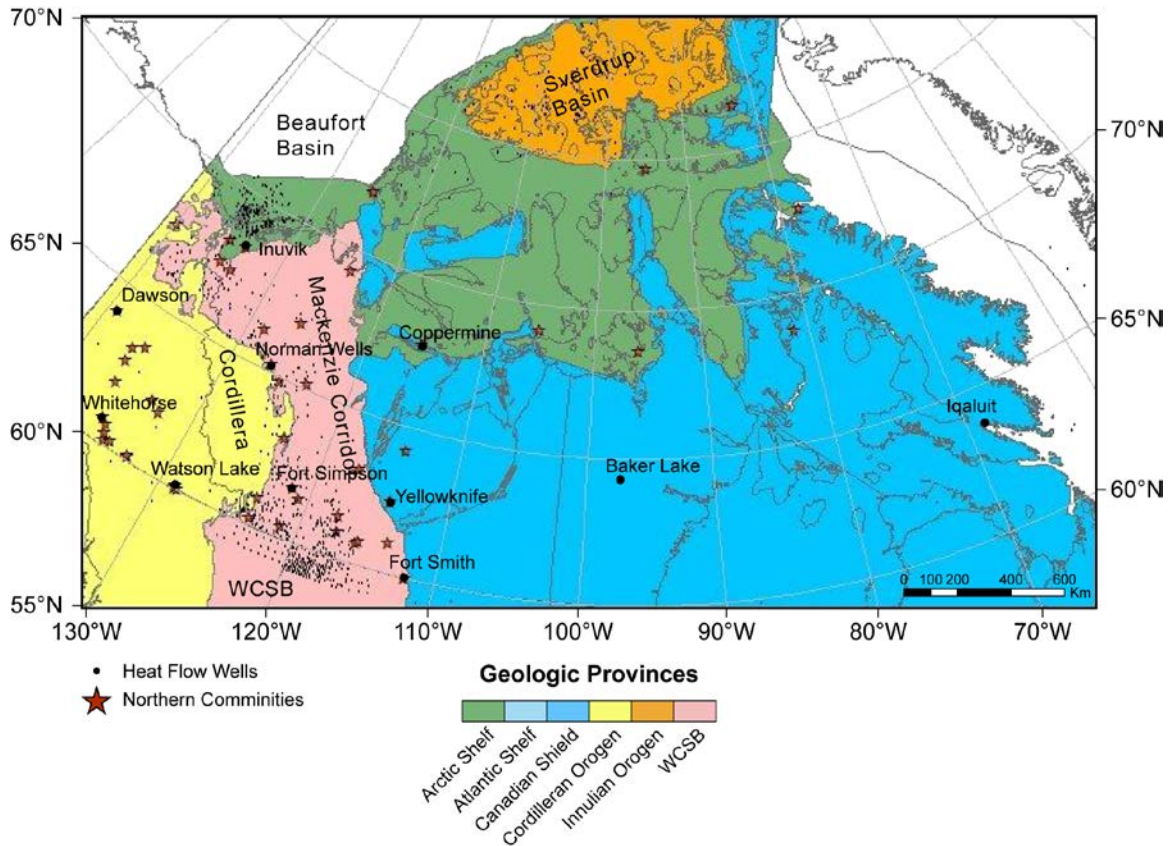 70°N
Sverdrup
Basin
Beaufort
Basin
70°N
65°N
Inuvik
Dawson
Mackenzie Corridor
Coppermine
65°N
Norman Wells
Cordillera
Whitehorse
Iqaluit
60°N
Watson Lake
Fort Simpson
Baker Lake
Yellowknife
60°N
Fort Smith
WCSB
0 100 200 400 600
Km
55°N
130°W
120°W
110°W
100°W
90°W
80°W
70°W
Heat Flow Wells
Northern Comminities
Geologic Provinces
Arctic Shelf
Atlantic Shelf
Canadian Shield
Cordilleran Orogen
Innulian Orogen
WCSB